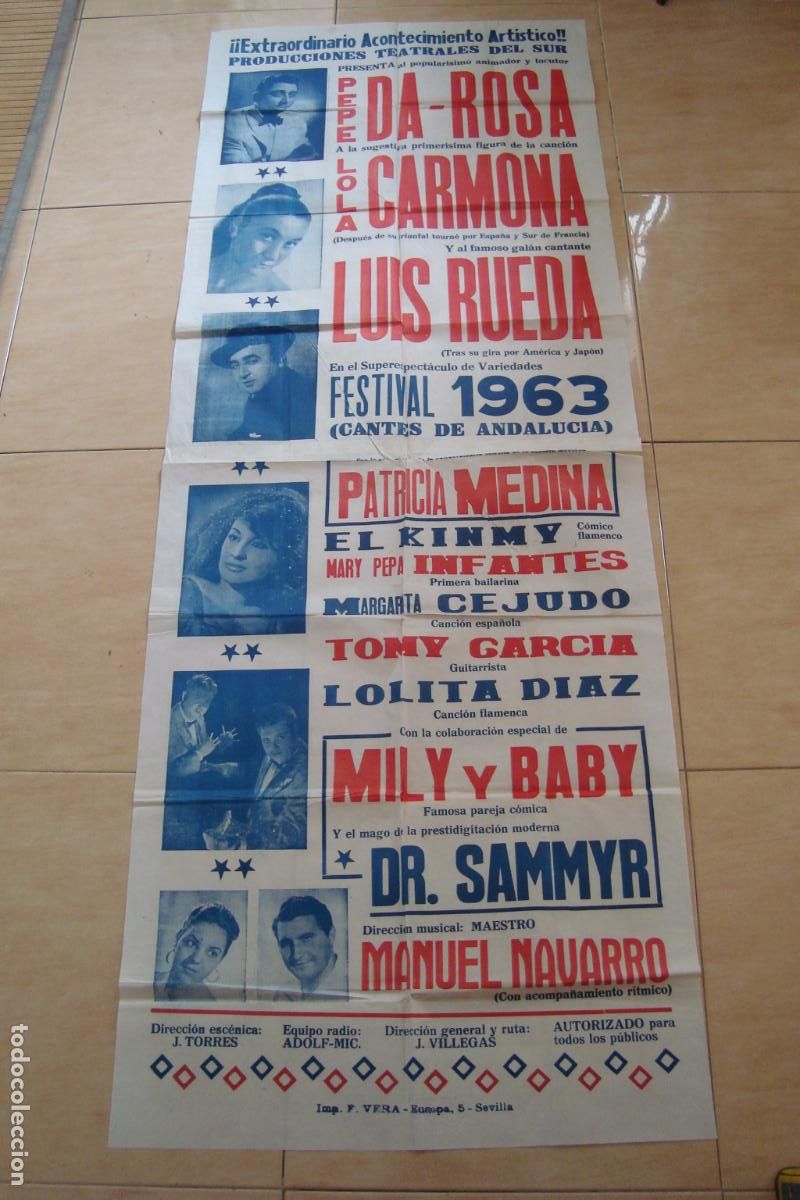 ¡¡Extraordinario Acontecimiento Artístico!!
PRODUCCIONES TEATRALES DEL SUR
PRESENTA al popularísimo animador y locutor
PEPE DA-ROSA
A la sugestiva primerísima figura de la canción
LOLA CARMONA
(Después de su triunfal tourné por España y Sur de Francia)
Y al famoso galán cantante
LUIS RUEDA
(Tras su gira por América y Japón)
En el Superespectáculo de Variedades
FESTIVAL 1963
(CANTES DE ANDALUCIA)
PATRICIA MEDINA
EL KINMY Cómico flamenco
MARY PEPA INFANTES
Primera bailarina
MARGARITA CEJUDO
Canción española
TOMY GARCIA
Guitarrista
LOLITA DIAZ
Canción flamenca
Con la colaboración especial de
MILY Y BABY
Famosa pareja cómica
Y el mago de la prestidigitación moderna
DR. SAMMYR
Dirección musical: MAESTRO
MANUEL NAVARRO
(Con acompañamiento rítmico)
Dirección escénica: J. TORRES
Equipo radio: ADOLF-MIC.
Dirección general y ruta: J. VILLEGAS
AUTORIZADO para todos los públicos
Imp. F. VERA - Europa, 5 - Sevilla
todocoleccion